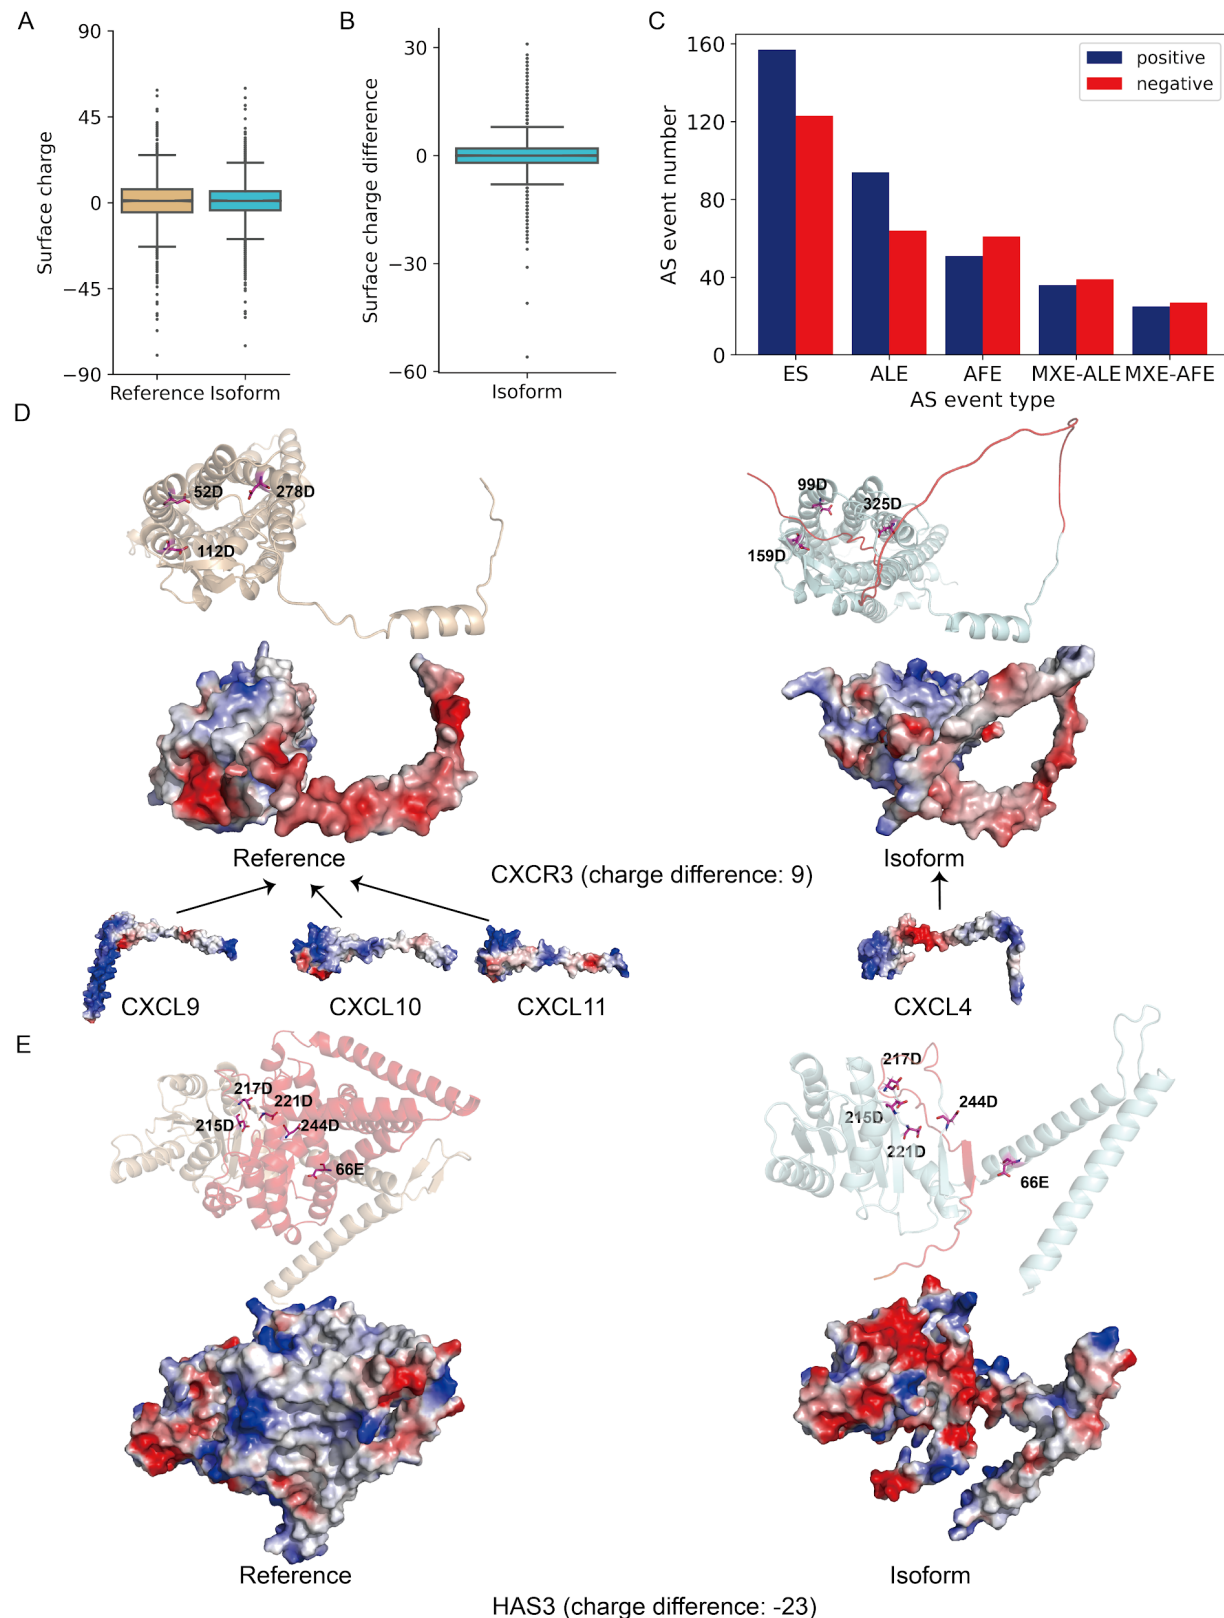 A
Surface charge
90
45
0
−45
−90
Reference Isoform
B
Surface charge difference
30
0
−30
−60
Isoform
C
AS event number
160
120
80
40
0
positive
negative
ES ALE AFE MXE-ALE MXE-AFE
AS event type
D
52D 278D
112D
99D
325D
159D
Reference
Isoform
CXCR3 (charge difference: 9)
CXCL9 CXCL10 CXCL11
CXCL4
E
217D
221D
215D
244D
66E
217D
215D
244D
221D
66E
Reference
Isoform
HAS3 (charge difference: -23)